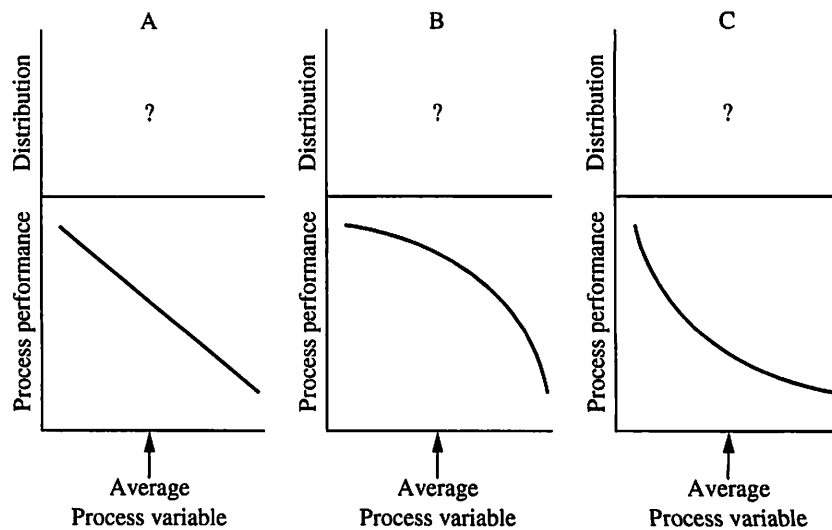 A
B
C
Distribution
?
Distribution
?
Distribution
?
Process performance
Process performance
Process performance
Average
Process variable
Average
Process variable
Average
Process variable